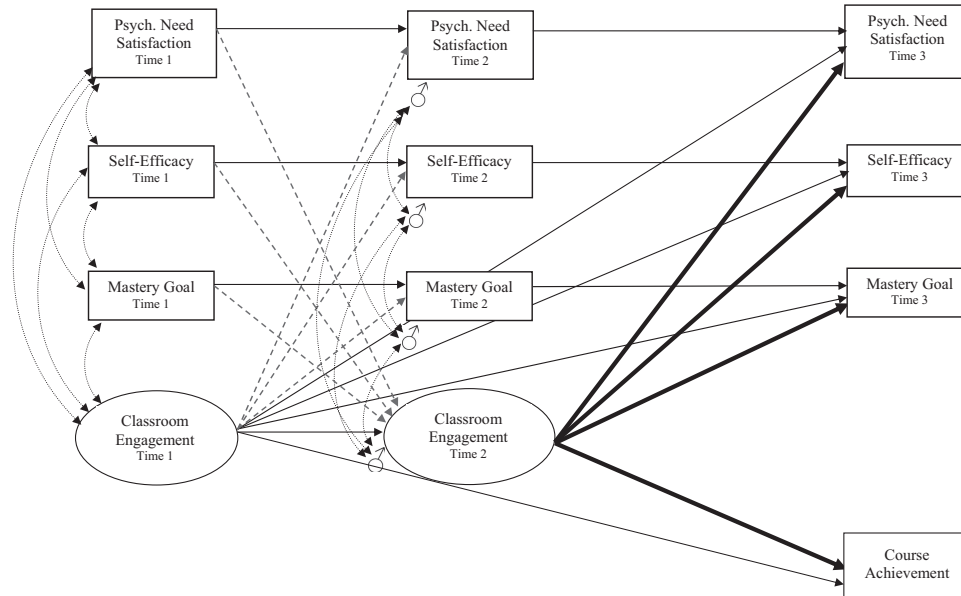 Psych. Need
Satisfaction
Time 1
Psych. Need
Satisfaction
Time 2
Psych. Need
Satisfaction
Time 3
Self-Efficacy
Time 1
Self-Efficacy
Time 2
Self-Efficacy
Time 3
Mastery Goal
Time 1
Mastery Goal
Time 2
Mastery Goal
Time 3
Classroom
Engagement
Time 1
Classroom
Engagement
Time 2
Course
Achievement